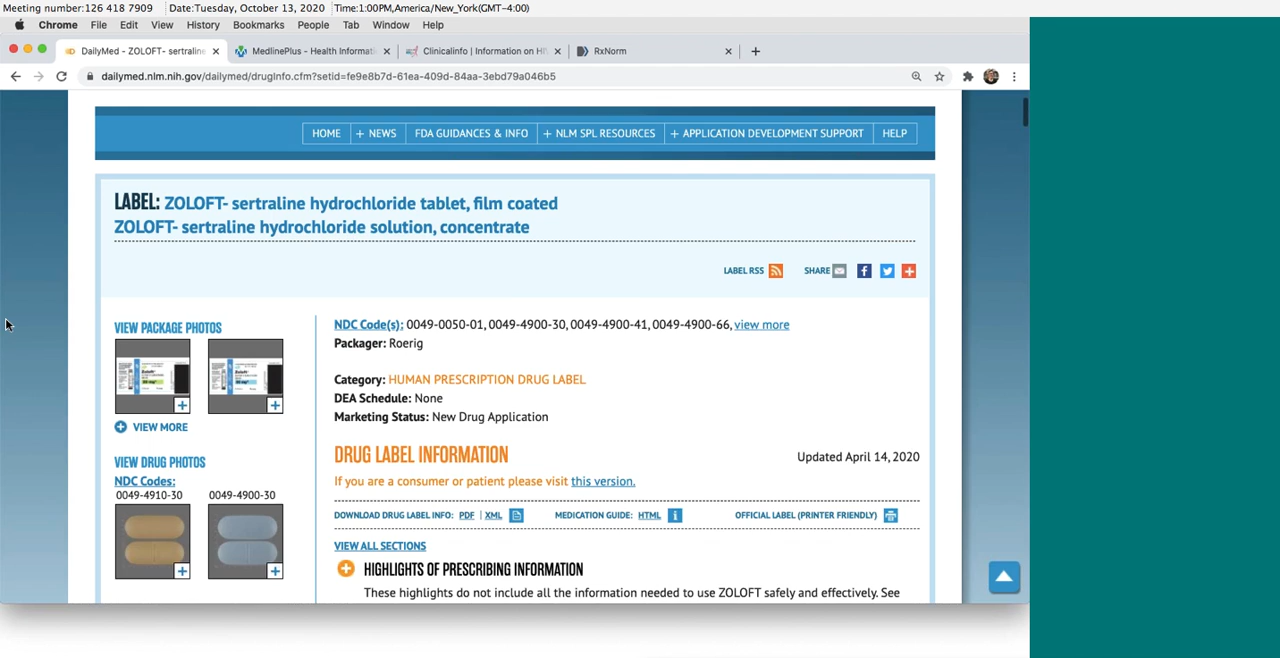 Meeting number:126 418 7909 Date:Tuesday, October 13, 2020 Time:1:00PM,America/New_York(GMT-4:00)
Chrome File Edit View History Bookmarks People Tab Window Help
DailyMed - ZOLOFT- sertraline MedlinePlus - Health Informati Clinicalinfo | Information on HI RxNorm
dailymed.nlm.nih.gov/dailymed/drugInfo.cfm?setid=fe9e8b7d-61ea-409d-84aa-3ebd79a046b5
HOME + NEWS FDA GUIDANCES & INFO + NLM SPL RESOURCES + APPLICATION DEVELOPMENT SUPPORT HELP
LABEL: ZOLOFT- sertraline hydrochloride tablet, film coated
ZOLOFT- sertraline hydrochloride solution, concentrate
LABEL RSS SHARE
VIEW PACKAGE PHOTOS
VIEW MORE
VIEW DRUG PHOTOS
NDC Codes:
0049-4910-30 0049-4900-30
NDC Code(s): 0049-0050-01, 0049-4900-30, 0049-4900-41, 0049-4900-66, view more
Packager: Roerig
Category: HUMAN PRESCRIPTION DRUG LABEL
DEA Schedule: None
Marketing Status: New Drug Application
DRUG LABEL INFORMATION Updated April 14, 2020
If you are a consumer or patient please visit this version.
DOWNLOAD DRUG LABEL INFO: PDF | XML MEDICATION GUIDE: HTML OFFICIAL LABEL (PRINTER FRIENDLY)
VIEW ALL SECTIONS
HIGHLIGHTS OF PRESCRIBING INFORMATION
These highlights do not include all the information needed to use ZOLOFT safely and effectively. See